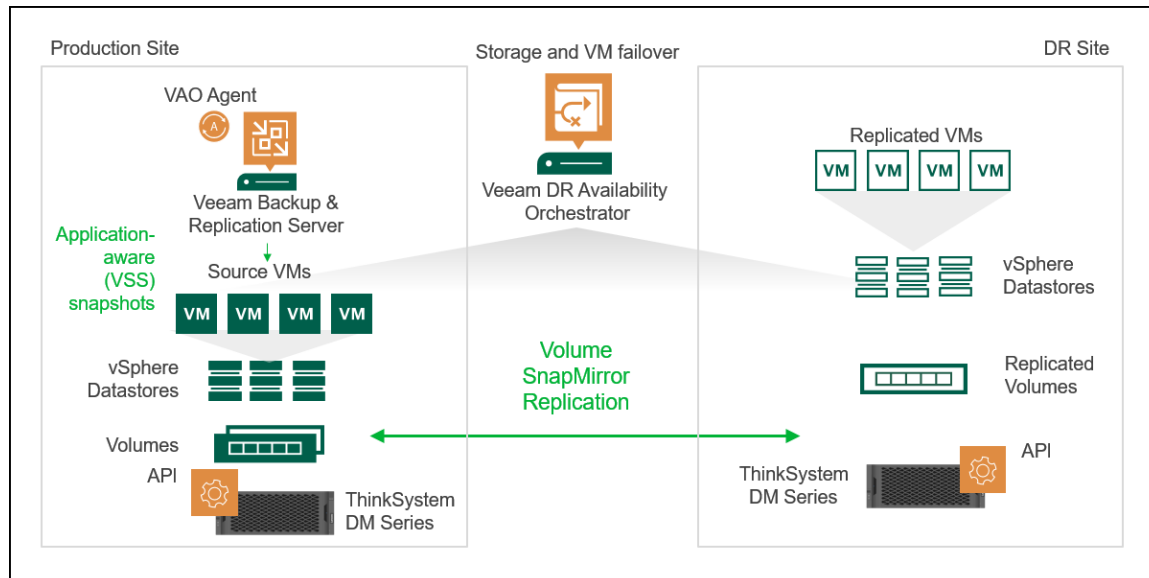 Production Site
Storage and VM failover
DR Site
VAO Agent
A
Veeam Backup &
Replication Server
Veeam DR Availability
Orchestrator
Replicated VMs
VM VM VM VM
Application-
aware
(VSS)
snapshots
Source VMs
VM VM VM VM
vSphere
Datastores
vSphere
Datastores
Volume
SnapMirror
Replication
Replicated
Volumes
Volumes
API
ThinkSystem
DM Series
ThinkSystem
DM Series
API